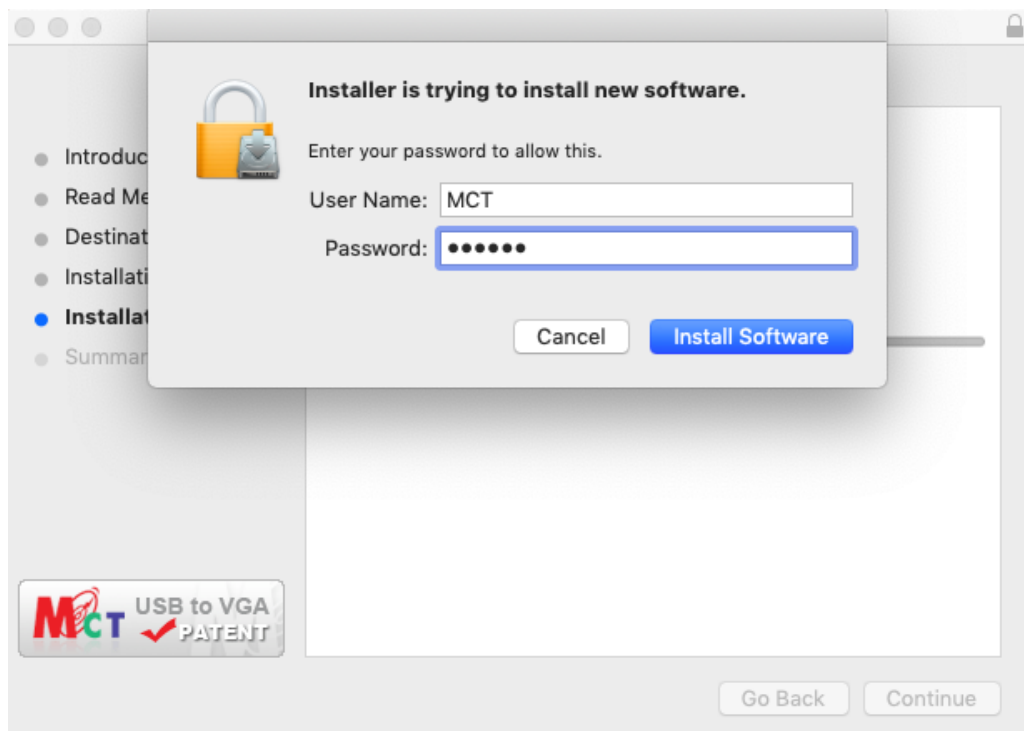 Installer is trying to install new software.
Enter your password to allow this.
User Name: MCT
Password: ••••••
Cancel Install Software
Introduc
Read Me
Destinat
Installati
Installat
Summar
MCT USB to VGA
PATENT
Go Back Continue